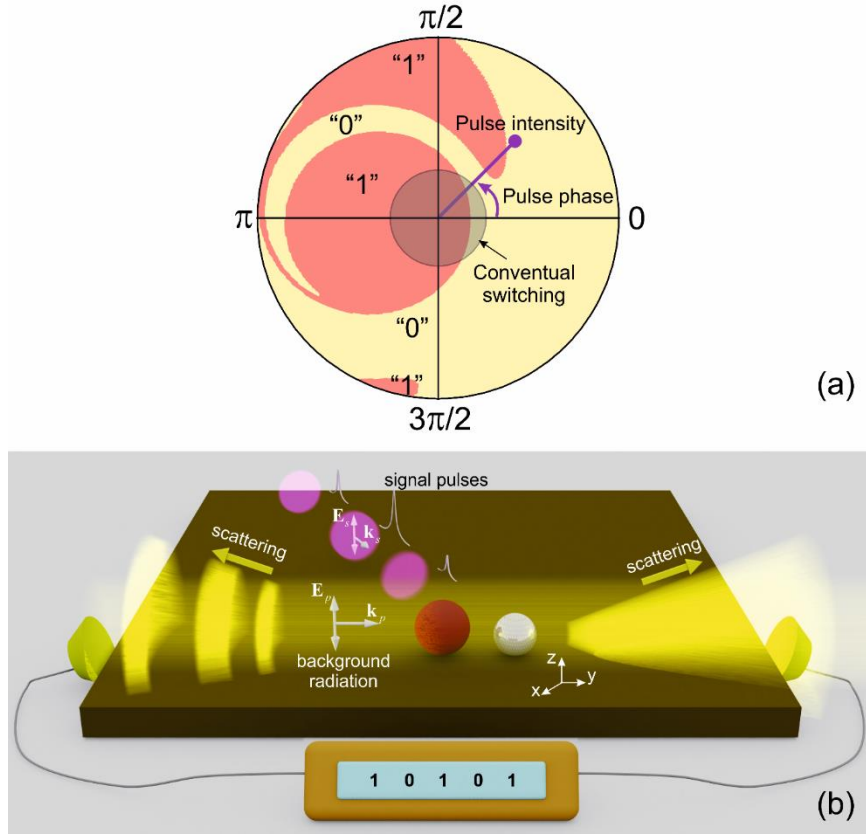 π/2
"1"
"0"
Pulse intensity
"1"
Pulse phase
π
0
Conventual
switching
"0"
"1"
3π/2
(a)
signal pulses
scattering
E_s
k_s
scattering
E_p
k_p
background
radiation
z
y
x
1 0 1 0 1
(b)